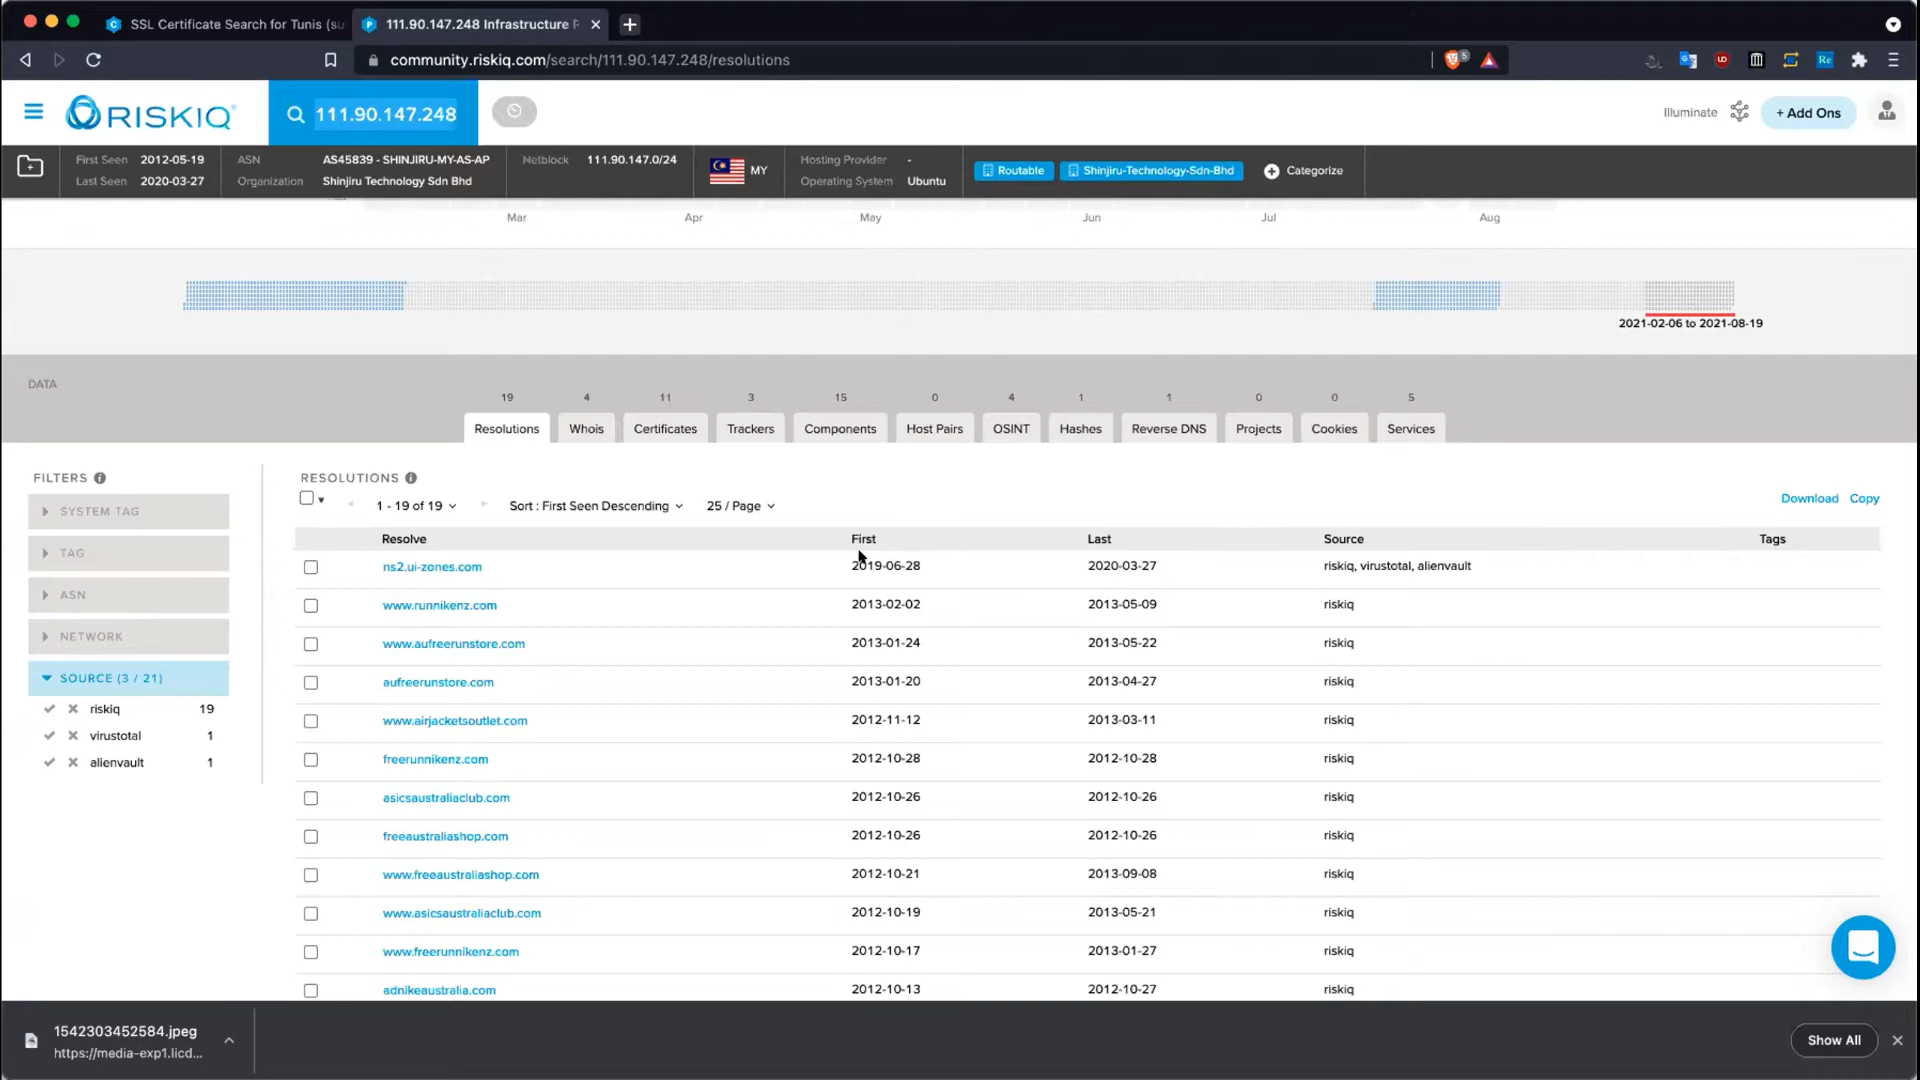 SSL Certificate Search for Tunis (su
111.90.147.248 Infrastructure P
community.riskiq.com/search/111.90.147.248/resolutions
5
RISKIQ
111.90.147.248
Illuminate
+ Add Ons
First Seen 2012-05-19
Last Seen 2020-03-27
ASN AS45839 - SHINJIRU-MY-AS-AP
Organization Shinjiru Technology Sdn Bhd
Netblock 111.90.147.0/24
MY
Hosting Provider -
Operating System Ubuntu
Routable
Shinjiru-Technology-Sdn-Bhd
Categorize
Mar Apr May Jun Jul Aug
2021-02-06 to 2021-08-19
DATA
19 4 11 3 15 0 4 1 1 0 0 5
Resolutions Whois Certificates Trackers Components Host Pairs OSINT Hashes Reverse DNS Projects Cookies Services
FILTERS
SYSTEM TAG
TAG
ASN
NETWORK
SOURCE (3 / 21)
riskiq 19
virustotal 1
alienvault 1
RESOLUTIONS
1 - 19 of 19 Sort : First Seen Descending 25 / Page
Download Copy
Resolve First Last Source Tags
ns2.ui-zones.com 2019-06-28 2020-03-27 riskiq, virustotal, alienvault
www.runnikenz.com 2013-02-02 2013-05-09 riskiq
www.aufreerunstore.com 2013-01-24 2013-05-22 riskiq
aufreerunstore.com 2013-01-20 2013-04-27 riskiq
www.airjacketsoutlet.com 2012-11-12 2013-03-11 riskiq
freerunnikenz.com 2012-10-28 2012-10-28 riskiq
asicsaustraliaclub.com 2012-10-26 2012-10-26 riskiq
freeaustraliashop.com 2012-10-26 2012-10-26 riskiq
www.freeaustraliashop.com 2012-10-21 2013-09-08 riskiq
www.asicsaustraliaclub.com 2012-10-19 2013-05-21 riskiq
www.freerunnikenz.com 2012-10-17 2013-01-27 riskiq
adnikeaustralia.com 2012-10-13 2012-10-27 riskiq
1542303452584.jpeg
https://media-exp1.licd...
Show All